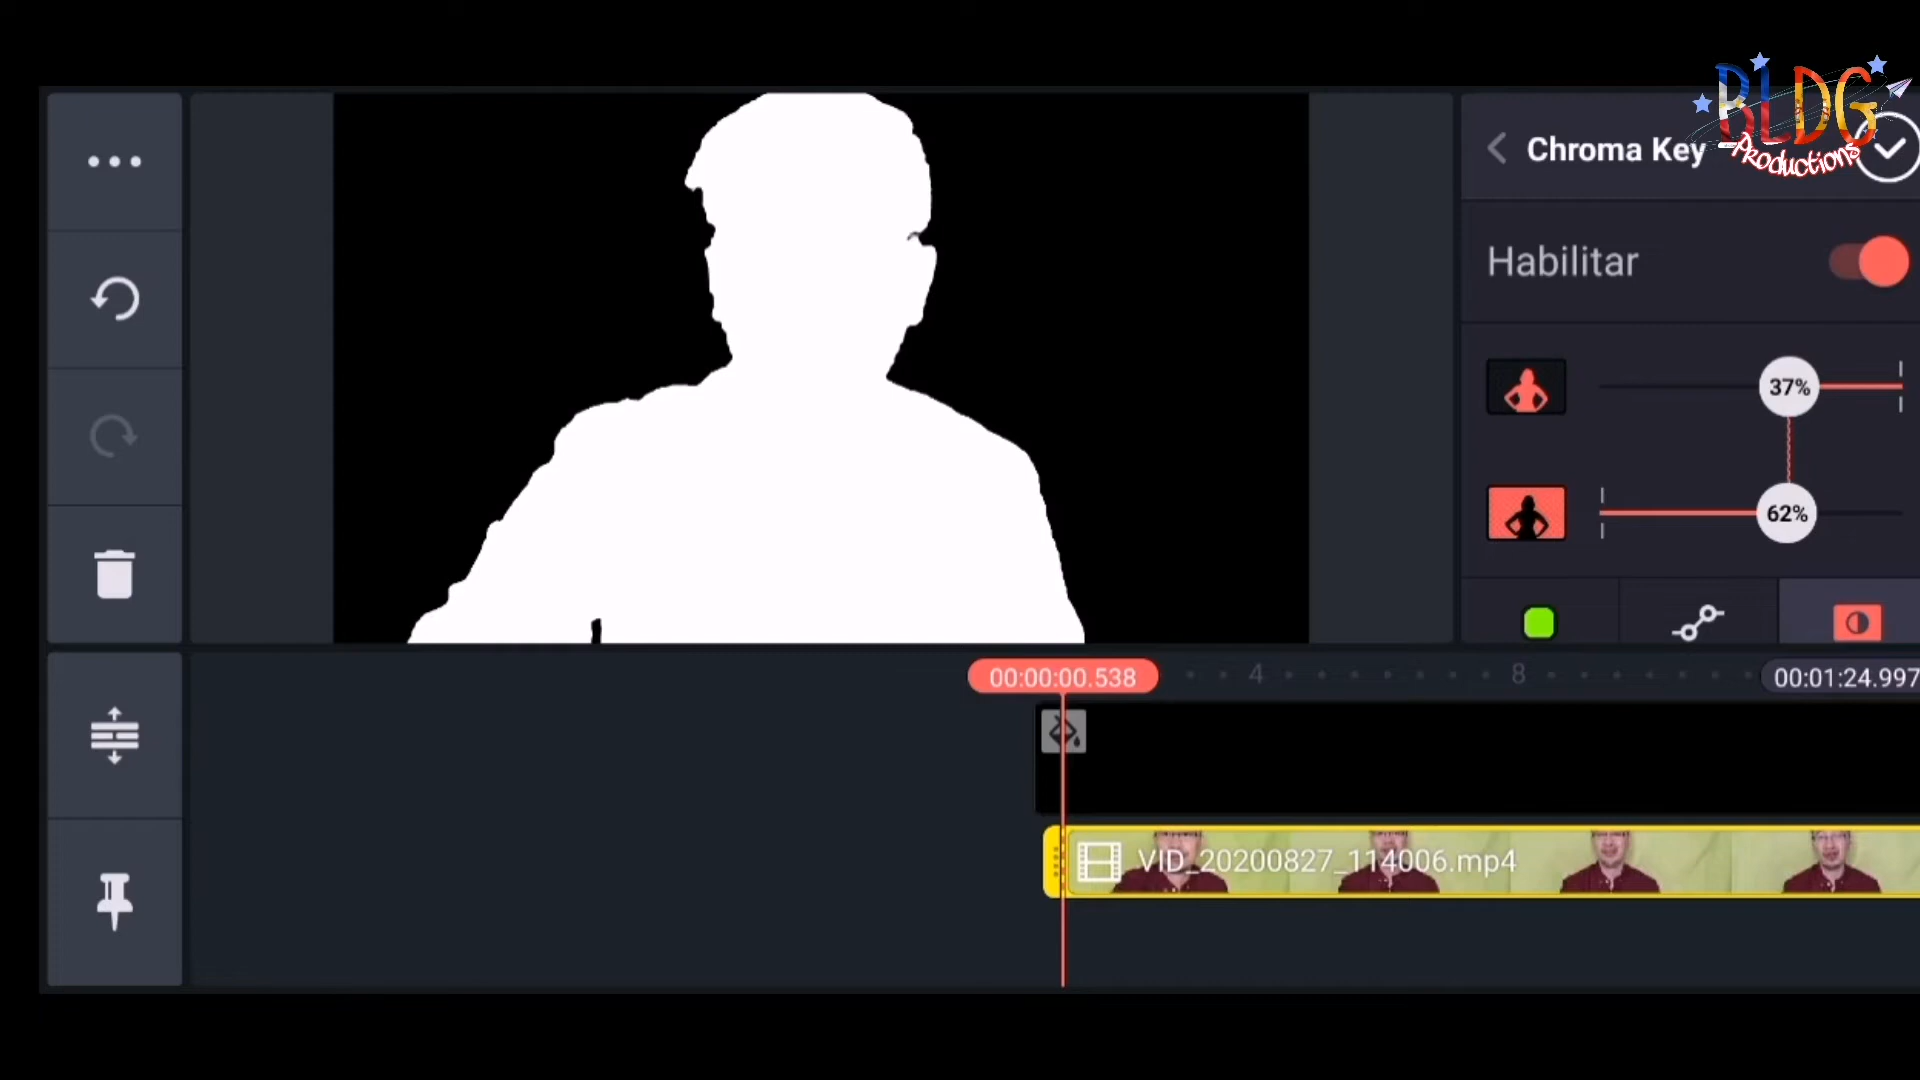 BLDG
Productions
Chroma Key
Habilitar
37%
62%
00:00:00.538
4
8
00:01:24.997
VID_20200827_114006.mp4